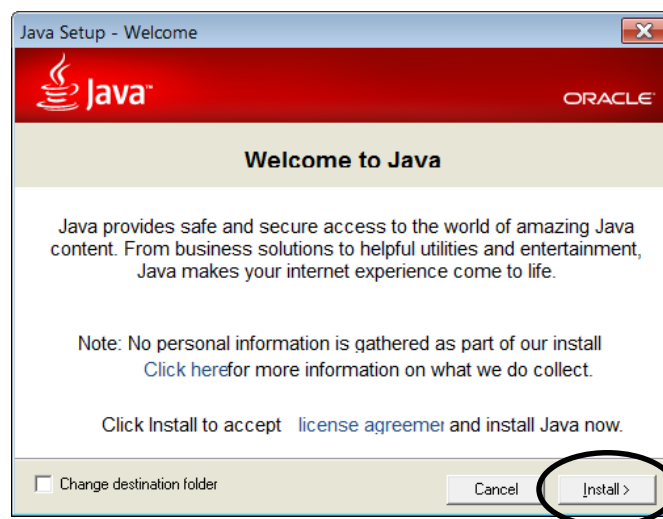 Java Setup - Welcome
Java™
ORACLE
Welcome to Java
Java provides safe and secure access to the world of amazing Java
content. From business solutions to helpful utilities and entertainment,
Java makes your internet experience come to life.
Note: No personal information is gathered as part of our install
Click herefor more information on what we do collect.
Click Install to accept license agreemer and install Java now.
Change destination folder
Cancel
Install >